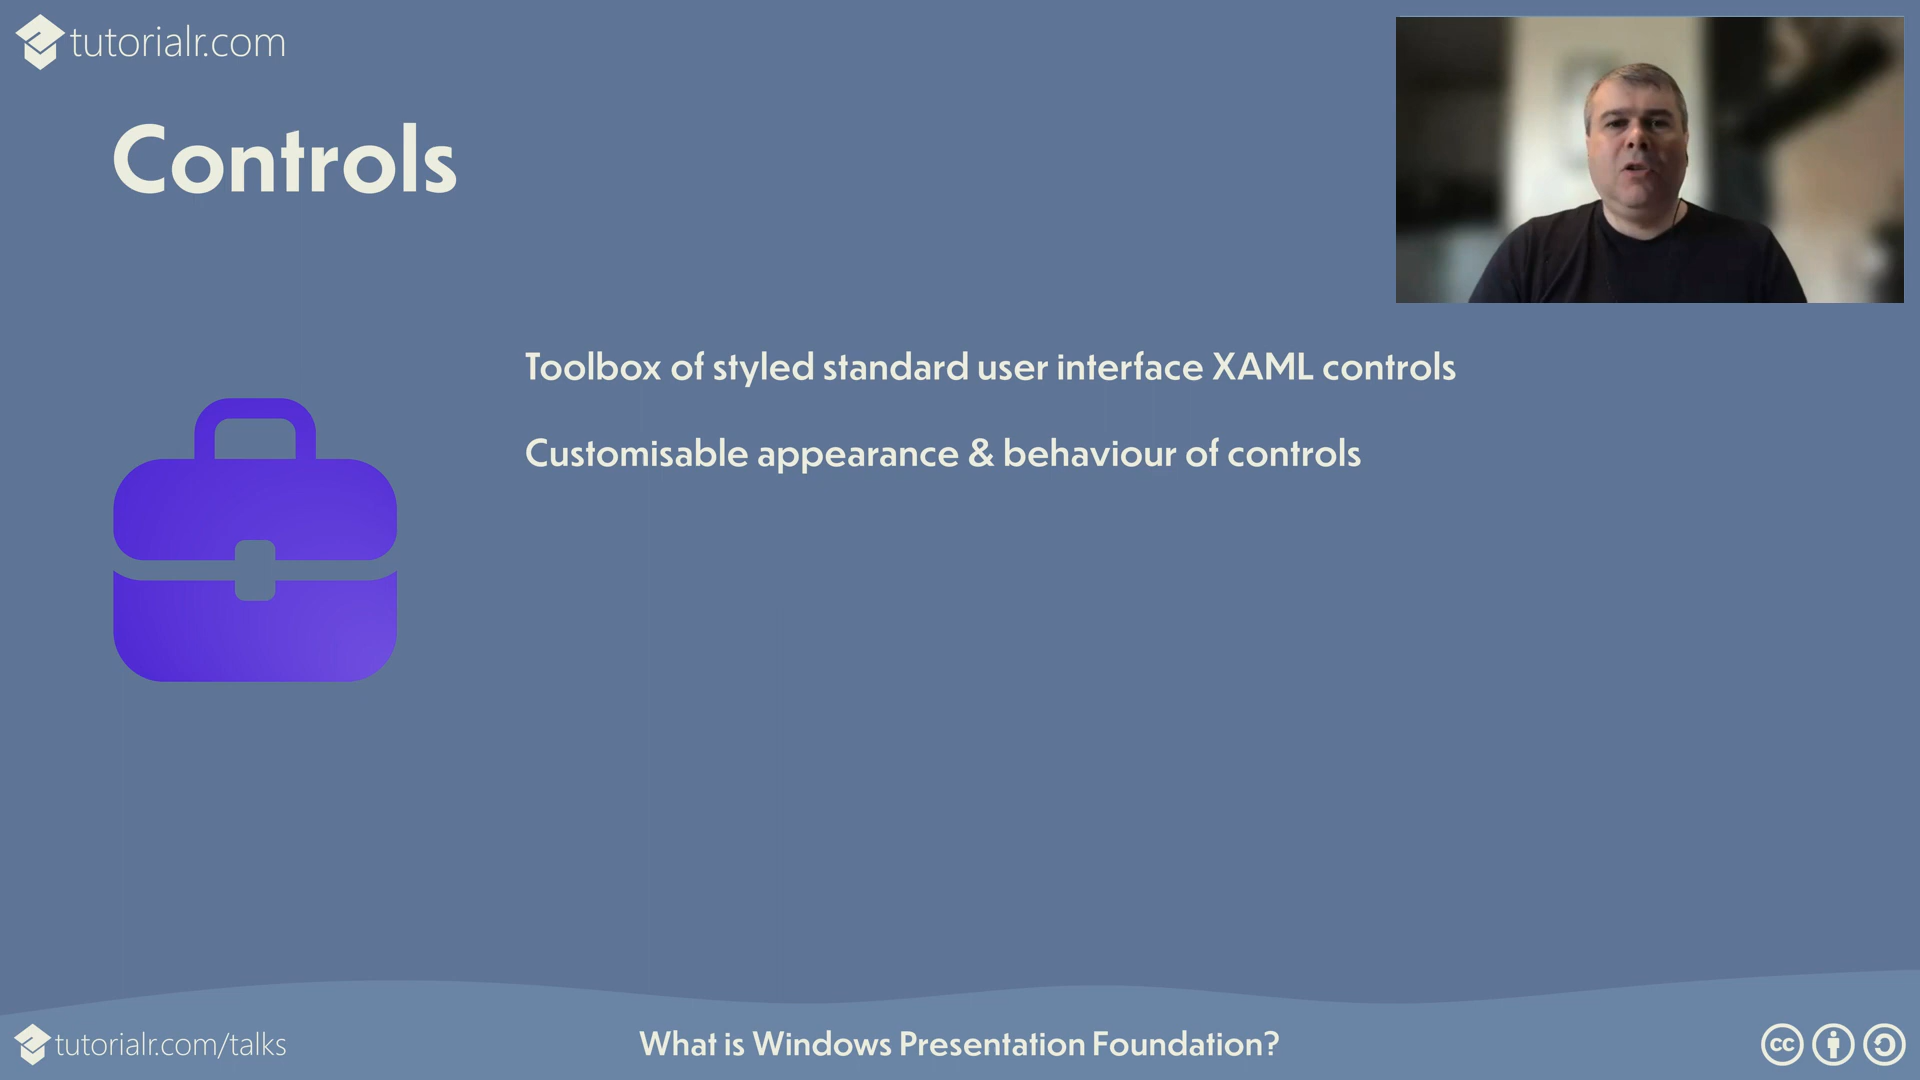 tutorialr.com
Controls
Toolbox of styled standard user interface XAML controls
Customisable appearance & behaviour of controls
tutorialr.com/talks
What is Windows Presentation Foundation?
cc